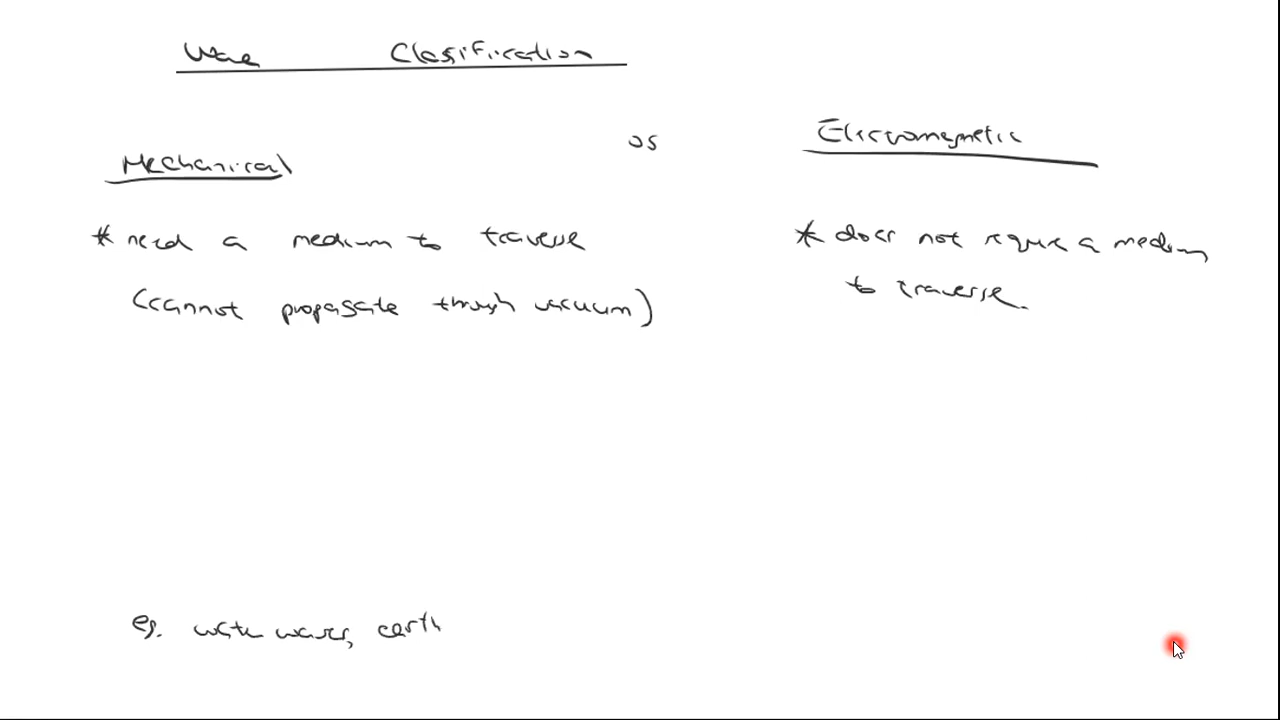 Wave Classification
Mechanical
vs
Electromagnetic
* need a medium to traverse
(cannot propagate through vacuum)
* does not require a medium
to traverse.
eg. water waves, earth